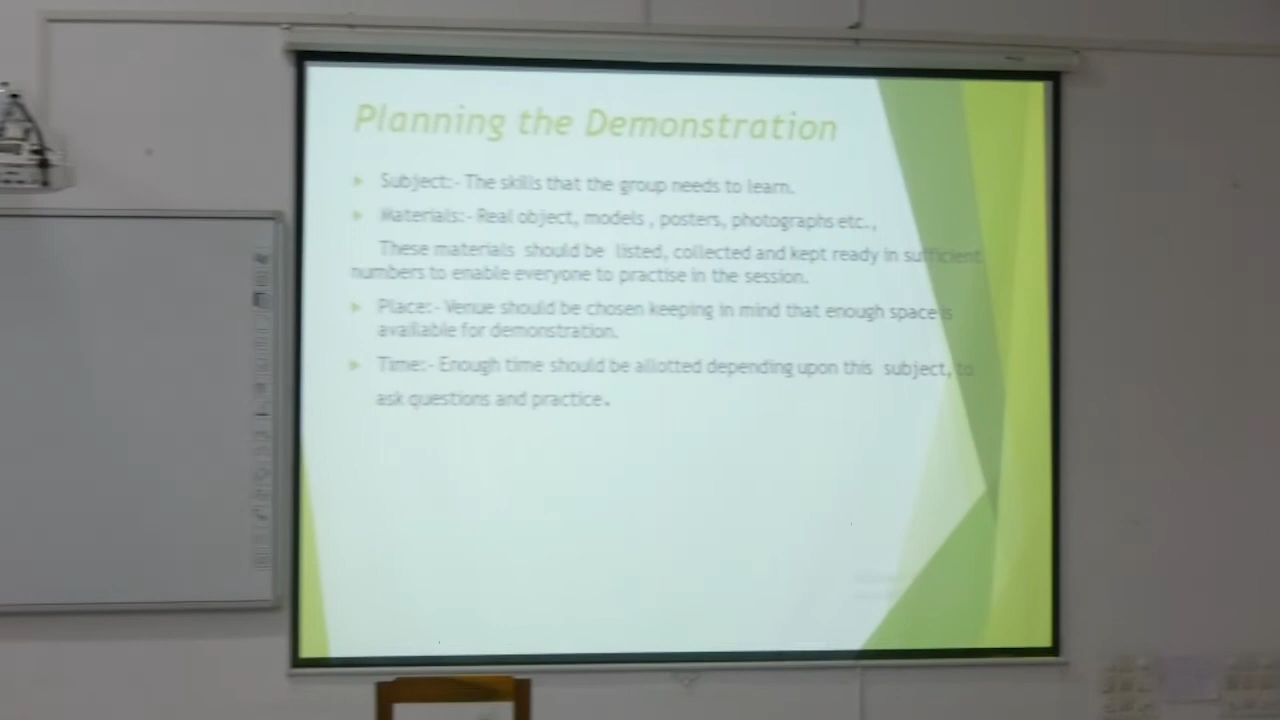 Planning the Demonstration
Subject:- The skills that the group needs to learn.
Materials:- Real object, models , posters, photographs etc.,
These materials should be listed, collected and kept ready in sufficient
numbers to enable everyone to practise in the session.
Place:- Venue should be chosen keeping in mind that enough space is
available for demonstration.
Time:- Enough time should be allotted depending upon this subject, to
ask questions and practice.